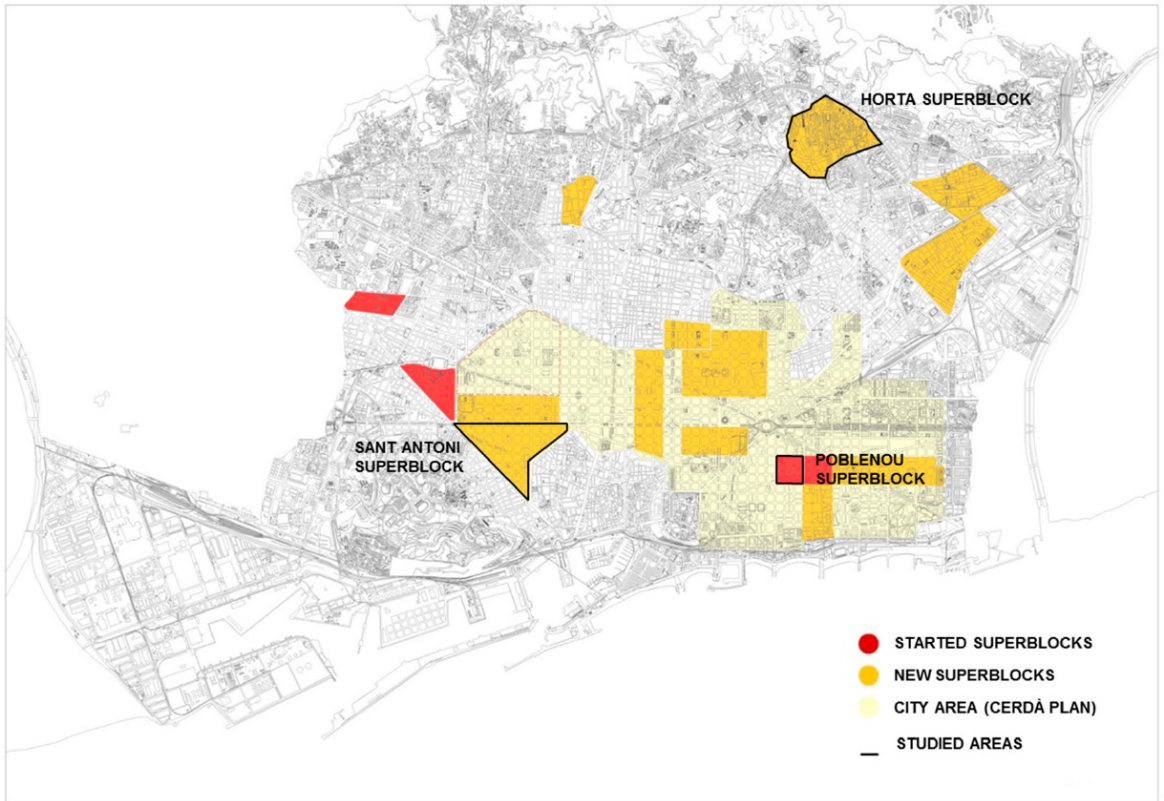 HORTA SUPERBLOCK
SANT ANTONI
SUPERBLOCK
POBLENOU
SUPERBLOCK
STARTED SUPERBLOCKS
NEW SUPERBLOCKS
CITY AREA (CERDÀ PLAN)
STUDIED AREAS